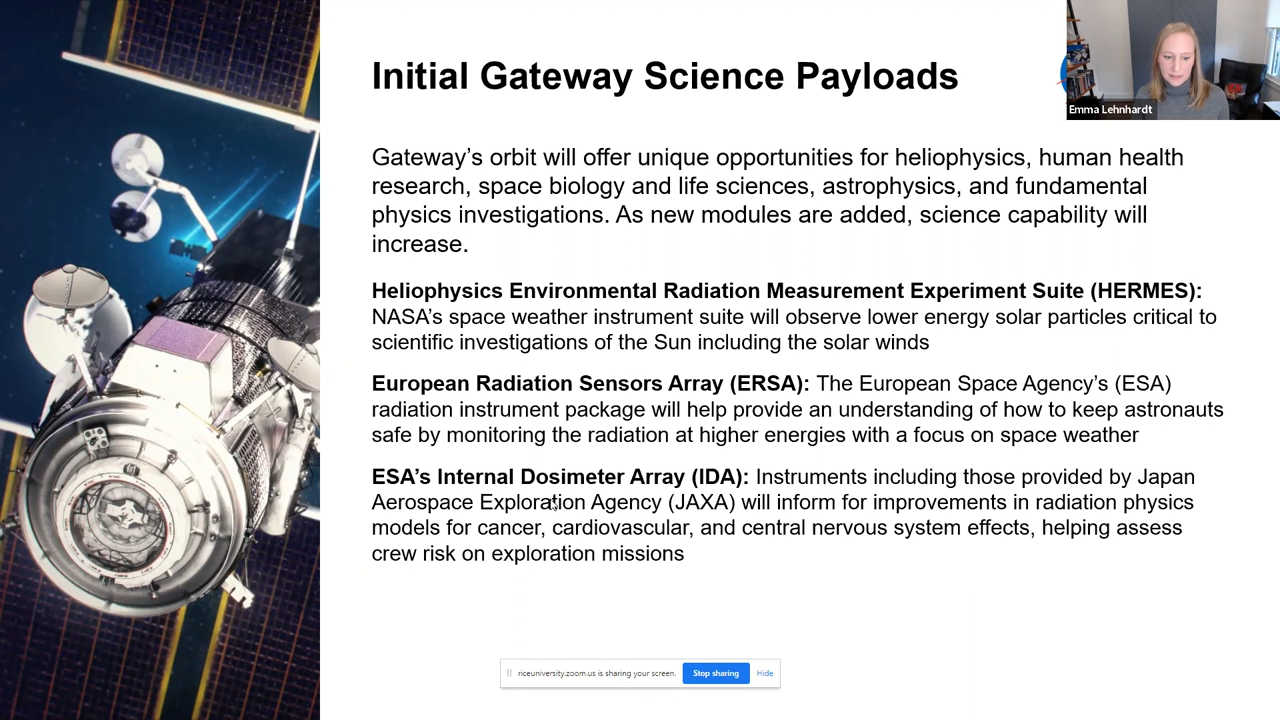 Initial Gateway Science Payloads
Emma Lehnhardt
Gateway’s orbit will offer unique opportunities for heliophysics, human health
research, space biology and life sciences, astrophysics, and fundamental
physics investigations. As new modules are added, science capability will
increase.
Heliophysics Environmental Radiation Measurement Experiment Suite (HERMES):
NASA’s space weather instrument suite will observe lower energy solar particles critical to
scientific investigations of the Sun including the solar winds
European Radiation Sensors Array (ERSA): The European Space Agency’s (ESA)
radiation instrument package will help provide an understanding of how to keep astronauts
safe by monitoring the radiation at higher energies with a focus on space weather
ESA’s Internal Dosimeter Array (IDA): Instruments including those provided by Japan
Aerospace Exploration Agency (JAXA) will inform for improvements in radiation physics
models for cancer, cardiovascular, and central nervous system effects, helping assess
crew risk on exploration missions
riceuniversity.zoom.us is sharing your screen. Stop sharing Hide